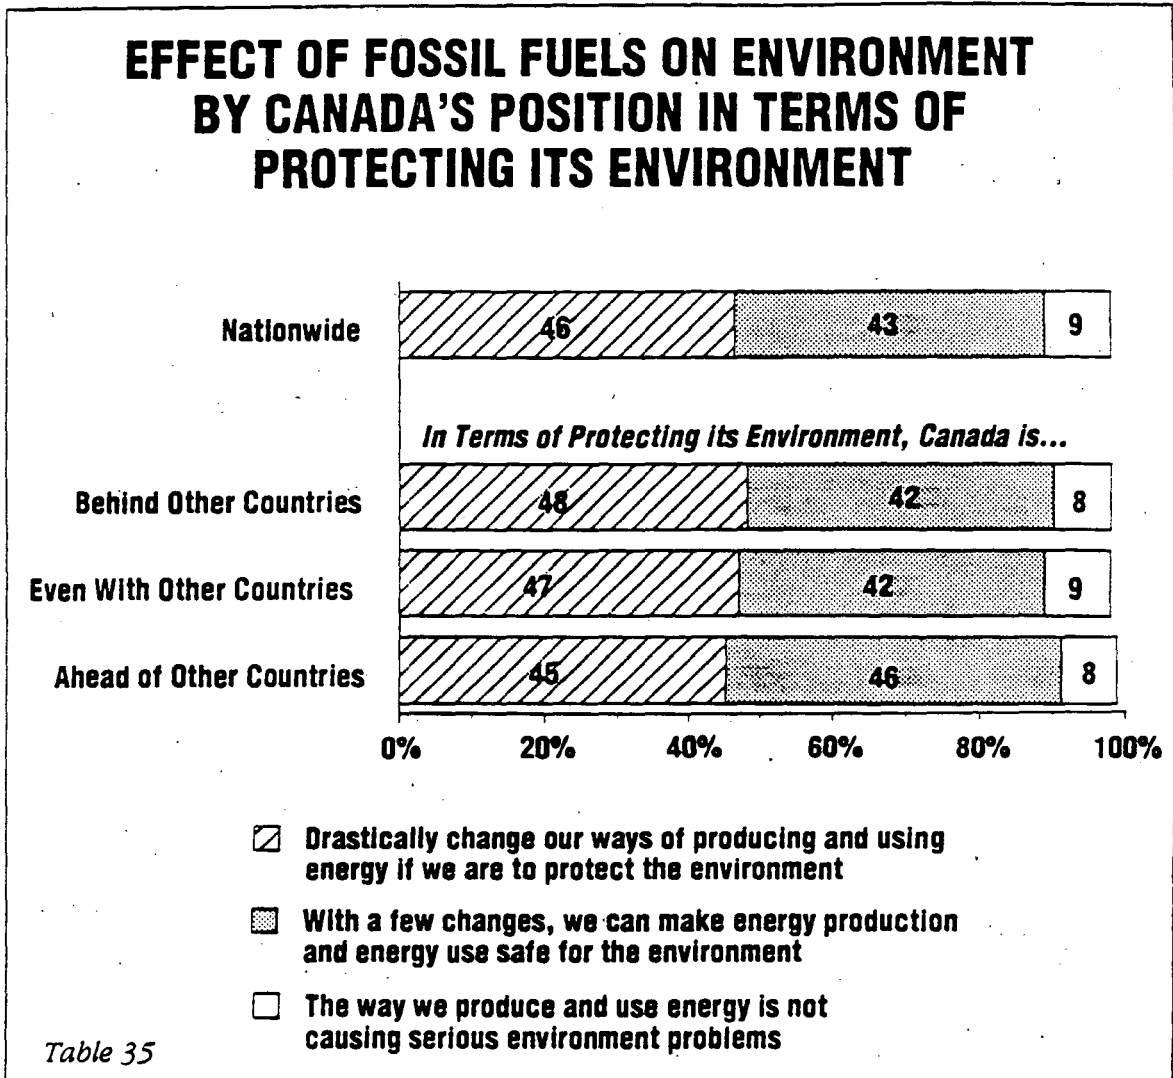 EFFECT OF FOSSIL FUELS ON ENVIRONMENT
BY CANADA'S POSITION IN TERMS OF
PROTECTING ITS ENVIRONMENT
Nationwide 46 43 9
In Terms of Protecting its Environment, Canada is...
Behind Other Countries 48 42 8
Even With Other Countries 47 42 9
Ahead of Other Countries 45 46 8
0% 20% 40% 60% 80% 100%
Drastically change our ways of producing and using
energy if we are to protect the environment
With a few changes, we can make energy production
and energy use safe for the environment
The way we produce and use energy is not
causing serious environment problems
Table 35